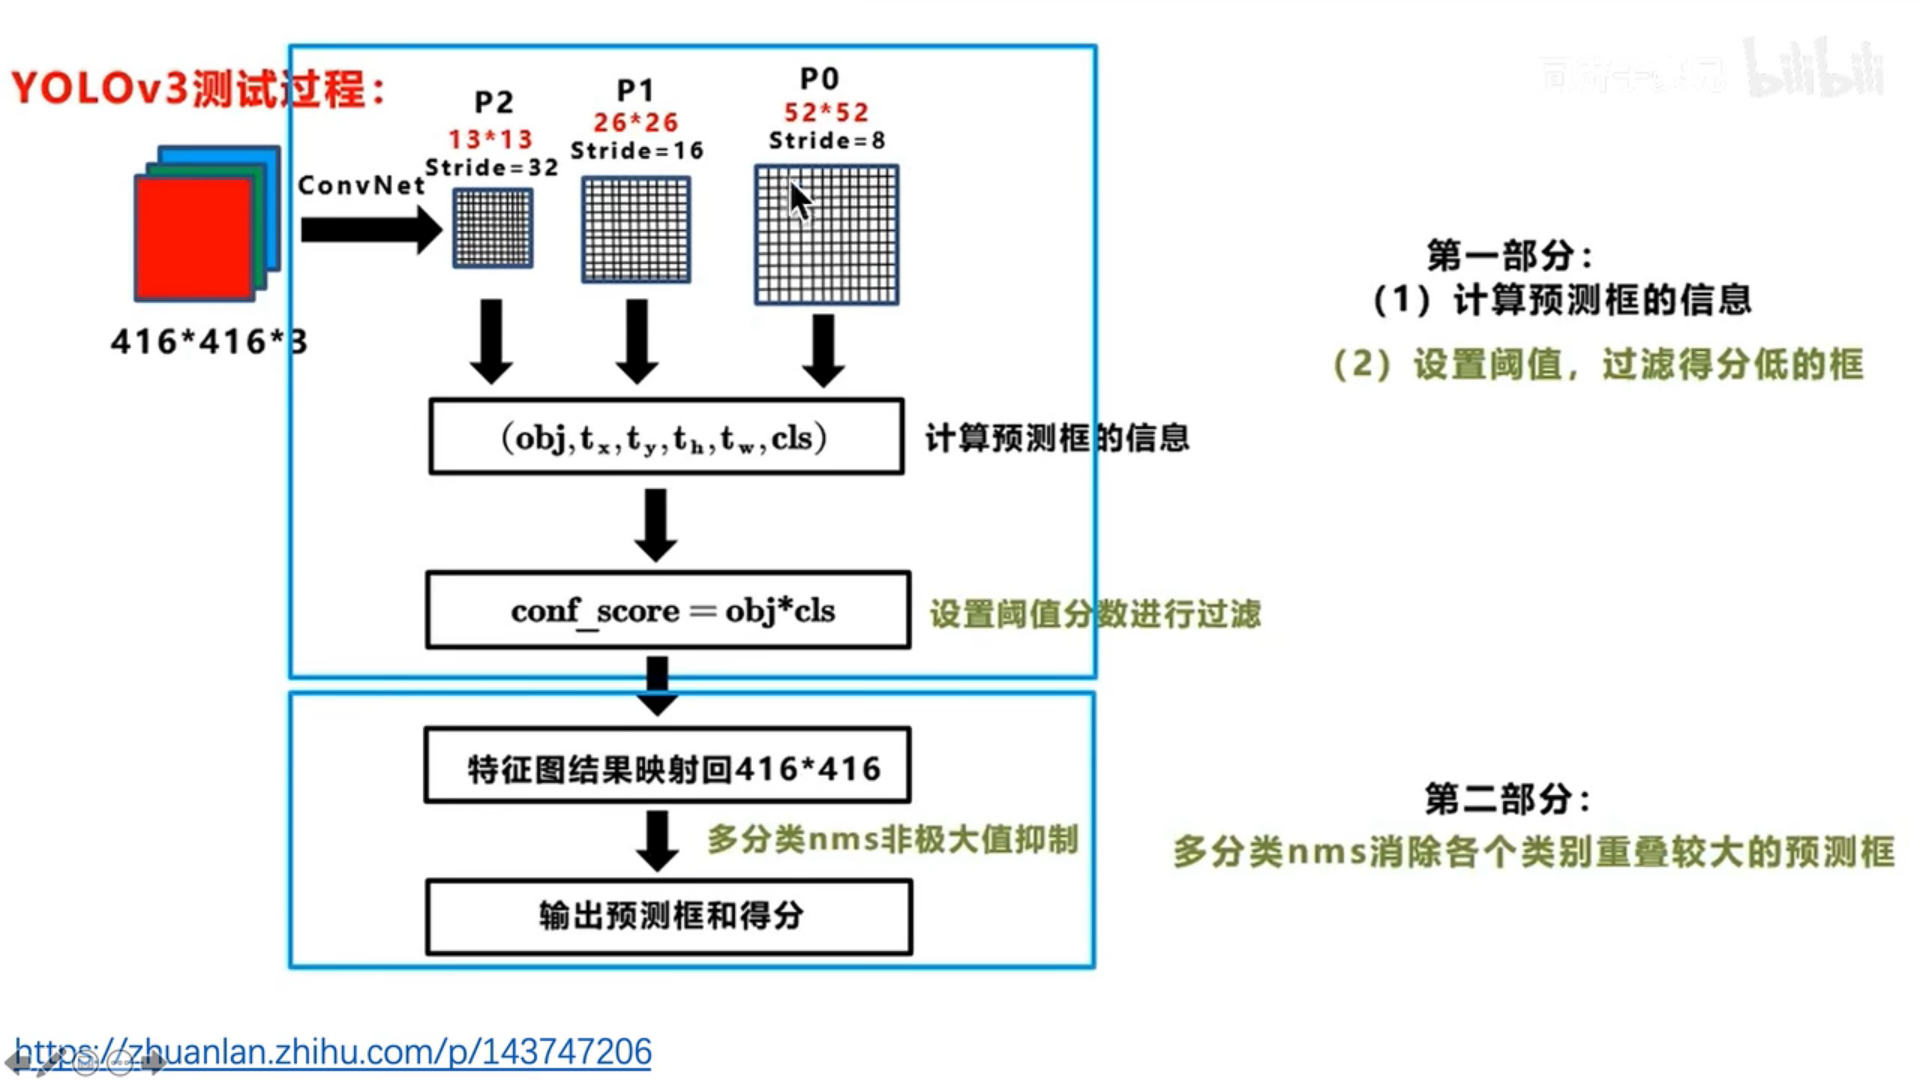 YOLOv3测试过程：
P2
13*13
Stride=32
P1
26*26
Stride=16
P0
52*52
Stride=8
ConvNet
416*416*3
(obj,tx,ty,th,tw,cls)
计算预测框的信息
conf_score = obj*cls
设置阈值分数进行过滤
特征图结果映射回416*416
多分类nms非极大值抑制
输出预测框和得分
第一部分：
（1）计算预测框的信息
（2）设置阈值，过滤得分低的框
第二部分：
多分类nms消除各个类别重叠较大的预测框
https://zhuanlan.zhihu.com/p/143747206
bilibili